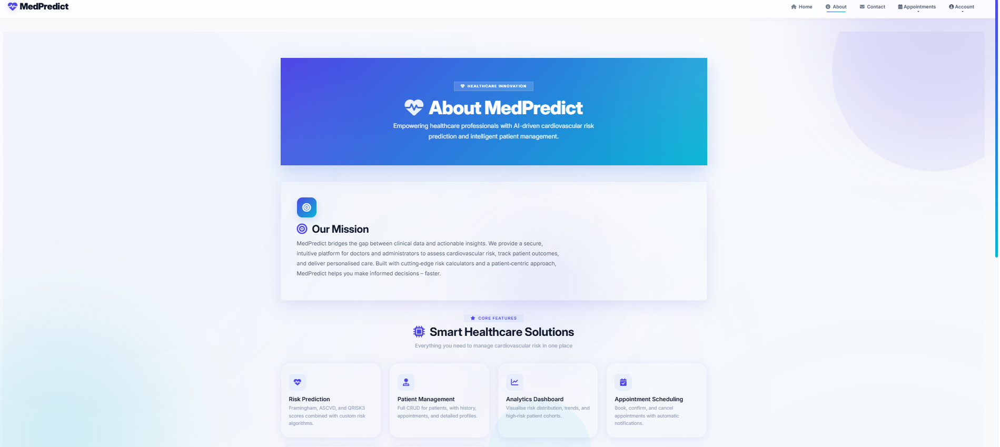 MedPredict
Home About Contact Appointments Account
HEALTHCARE INNOVATION
About MedPredict
Empowering healthcare professionals with AI-driven cardiovascular risk
prediction and intelligent patient management.
Our Mission
MedPredict bridges the gap between clinical data and actionable insights. We provide a secure,
intuitive platform for doctors and administrators to assess cardiovascular risk, track patient outcomes,
and deliver personalised care. Built with cutting-edge risk calculators and a patient-centric approach,
MedPredict helps you make informed decisions – faster.
CORE FEATURES
Smart Healthcare Solutions
Everything you need to manage cardiovascular risk in one place
Risk Prediction
Framingham, ASCVD, and QRISK3
scores combined with custom risk
algorithms.
Patient Management
Full CRUD for patients, with history,
appointments, and detailed profiles.
Analytics Dashboard
Visualise risk distribution, trends, and
high-risk patient cohorts.
Appointment Scheduling
Book, confirm, and cancel
appointments with automatic
notifications.